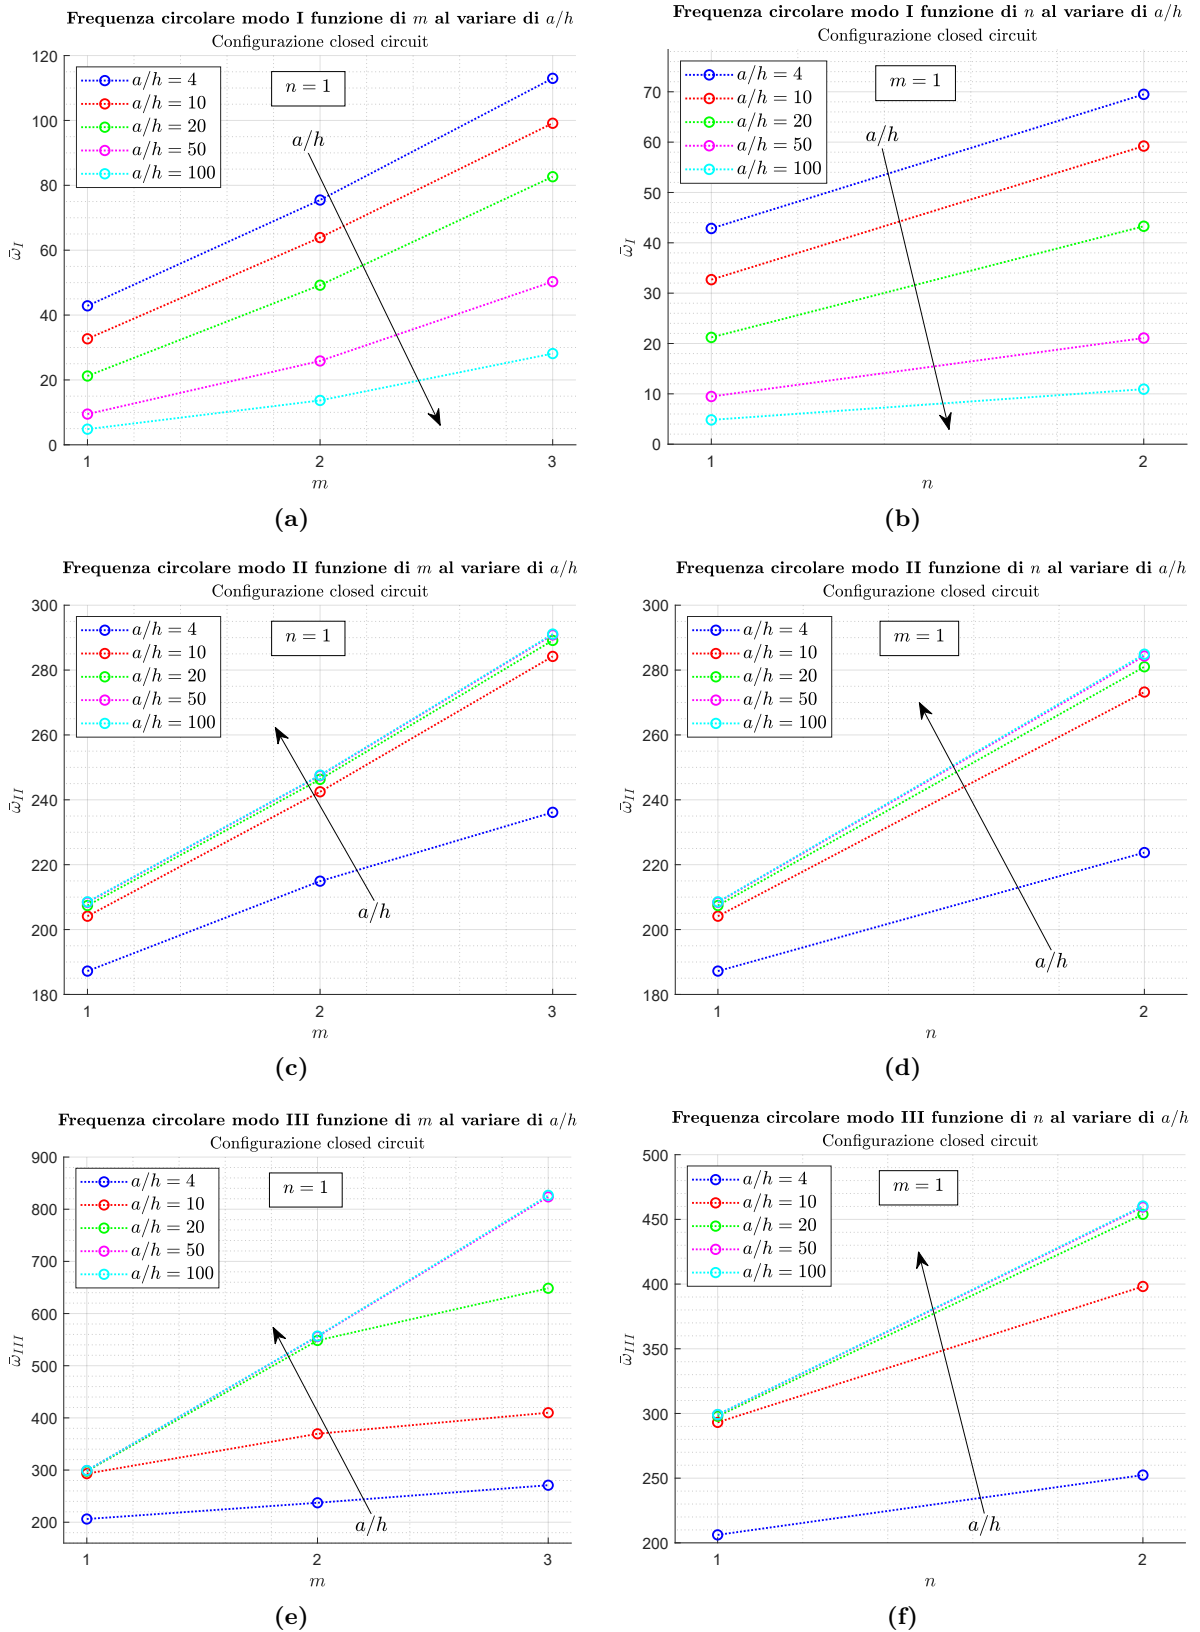 Frequenza circolare modo I funzione di m al variare di a/h
Configurazione closed circuit
120
100
80
60
40
20
0
ω̄_I
a/h = 4
a/h = 10
a/h = 20
a/h = 50
a/h = 100
n = 1
a/h
1 2 3
m
(a)
Frequenza circolare modo I funzione di n al variare di a/h
Configurazione closed circuit
70
60
50
40
30
20
10
0
ω̄_I
a/h = 4
a/h = 10
a/h = 20
a/h = 50
a/h = 100
m = 1
a/h
1 2
n
(b)
Frequenza circolare modo II funzione di m al variare di a/h
Configurazione closed circuit
300
280
260
240
220
200
180
ω̄_II
a/h = 4
a/h = 10
a/h = 20
a/h = 50
a/h = 100
n = 1
a/h
1 2 3
m
(c)
Frequenza circolare modo II funzione di n al variare di a/h
Configurazione closed circuit
300
280
260
240
220
200
180
ω̄_II
a/h = 4
a/h = 10
a/h = 20
a/h = 50
a/h = 100
m = 1
a/h
1 2
n
(d)
Frequenza circolare modo III funzione di m al variare di a/h
Configurazione closed circuit
900
800
700
600
500
400
300
200
ω̄_III
a/h = 4
a/h = 10
a/h = 20
a/h = 50
a/h = 100
n = 1
a/h
1 2 3
m
(e)
Frequenza circolare modo III funzione di n al variare di a/h
Configurazione closed circuit
500
450
400
350
300
250
200
ω̄_III
a/h = 4
a/h = 10
a/h = 20
a/h = 50
a/h = 100
m = 1
a/h
1 2
n
(f)